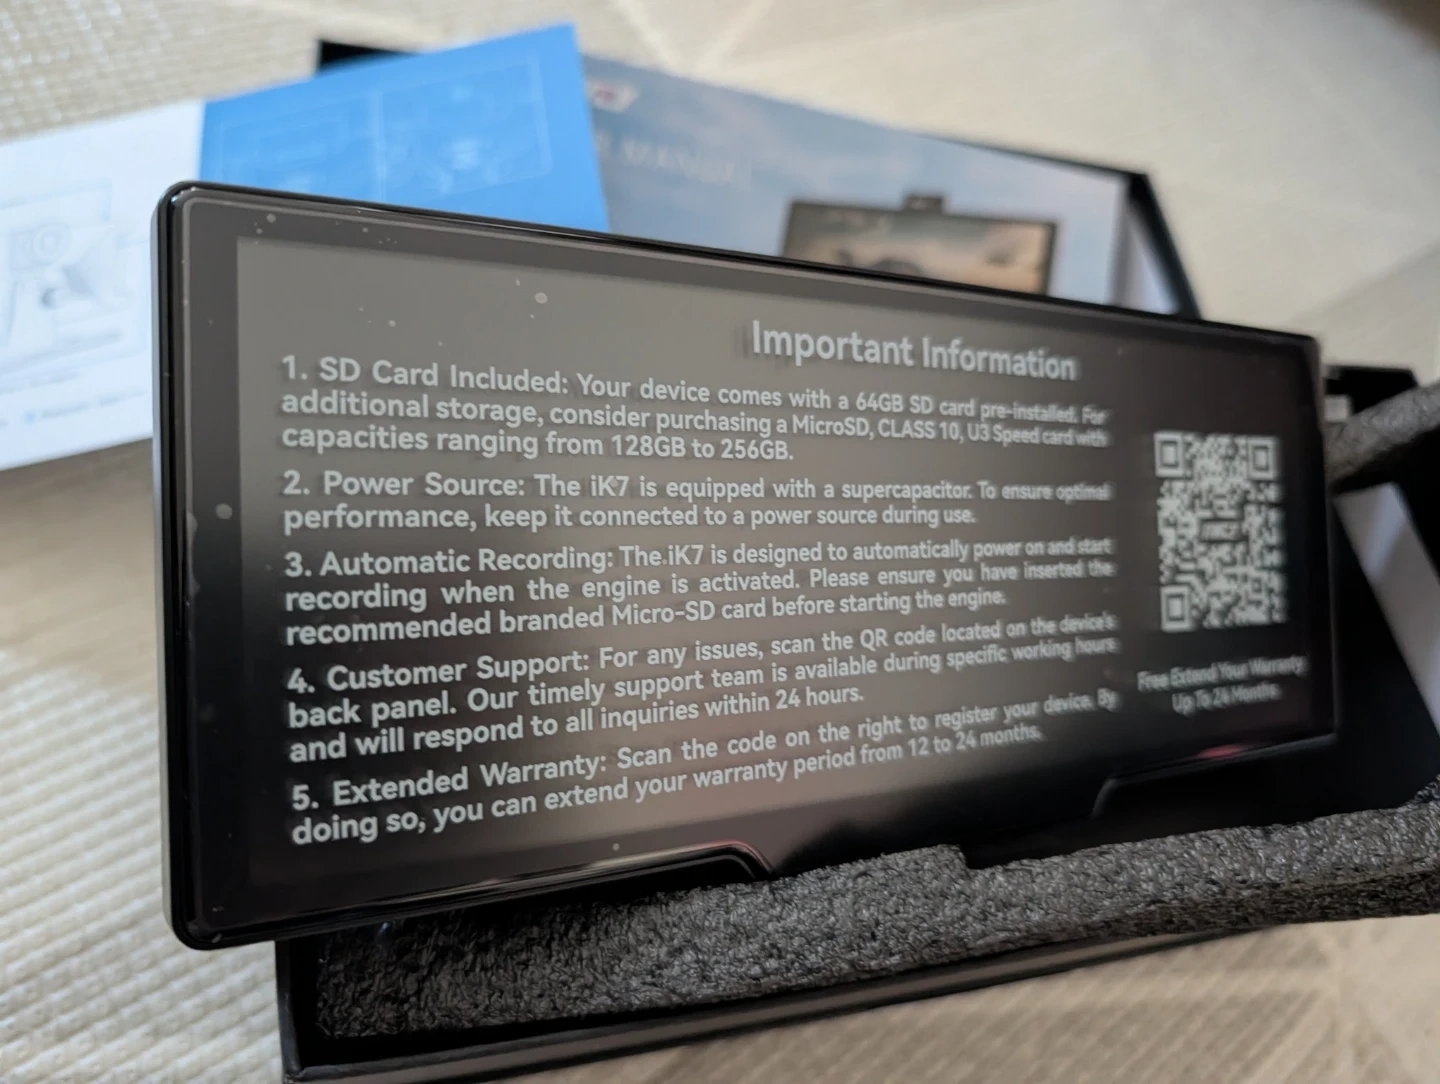 Important Information
1. SD Card Included: Your device comes with a 64GB SD card pre-installed. For
additional storage, consider purchasing a MicroSD, CLASS 10, U3 Speed card with
capacities ranging from 128GB to 256GB.
2. Power Source: The iK7 is equipped with a supercapacitor. To ensure optimal
performance, keep it connected to a power source during use.
3. Automatic Recording: The iK7 is designed to automatically power on and start
recording when the engine is activated. Please ensure you have inserted the
recommended branded Micro-SD card before starting the engine.
4. Customer Support: For any issues, scan the QR code located on the device's
back panel. Our timely support team is available during specific working hours
and will respond to all inquiries within 24 hours.
5. Extended Warranty: Scan the code on the right to register your device. By
doing so, you can extend your warranty period from 12 to 24 months.
Free Extend Your Warranty
Up To 24 Months